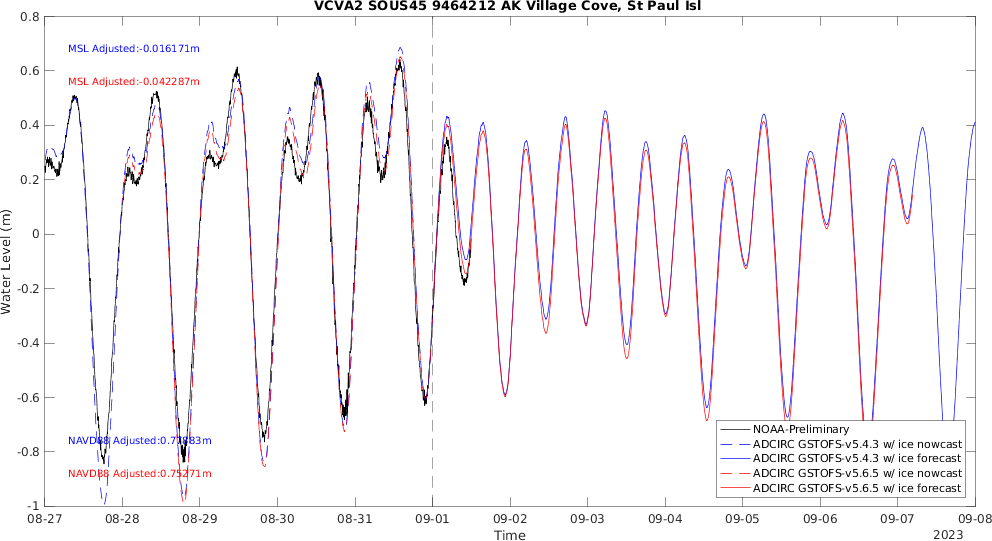 VCVA2 SOUS45 9464212 AK Village Cove, St Paul Isl
0.8
0.6
0.4
0.2
0
-0.2
-0.4
-0.6
-0.8
-1
Water Level (m)
MSL Adjusted:-0.016171m
MSL Adjusted:-0.042287m
NAVD88 Adjusted:0.77883m
NAVD88 Adjusted:0.75271m
NOAA-Preliminary
ADCIRC GSTOFS-v5.4.3 w/ ice nowcast
ADCIRC GSTOFS-v5.4.3 w/ ice forecast
ADCIRC GSTOFS-v5.6.5 w/ ice nowcast
ADCIRC GSTOFS-v5.6.5 w/ ice forecast
08-27 08-28 08-29 08-30 08-31 09-01 09-02 09-03 09-04 09-05 09-06 09-07 09-08
Time
2023